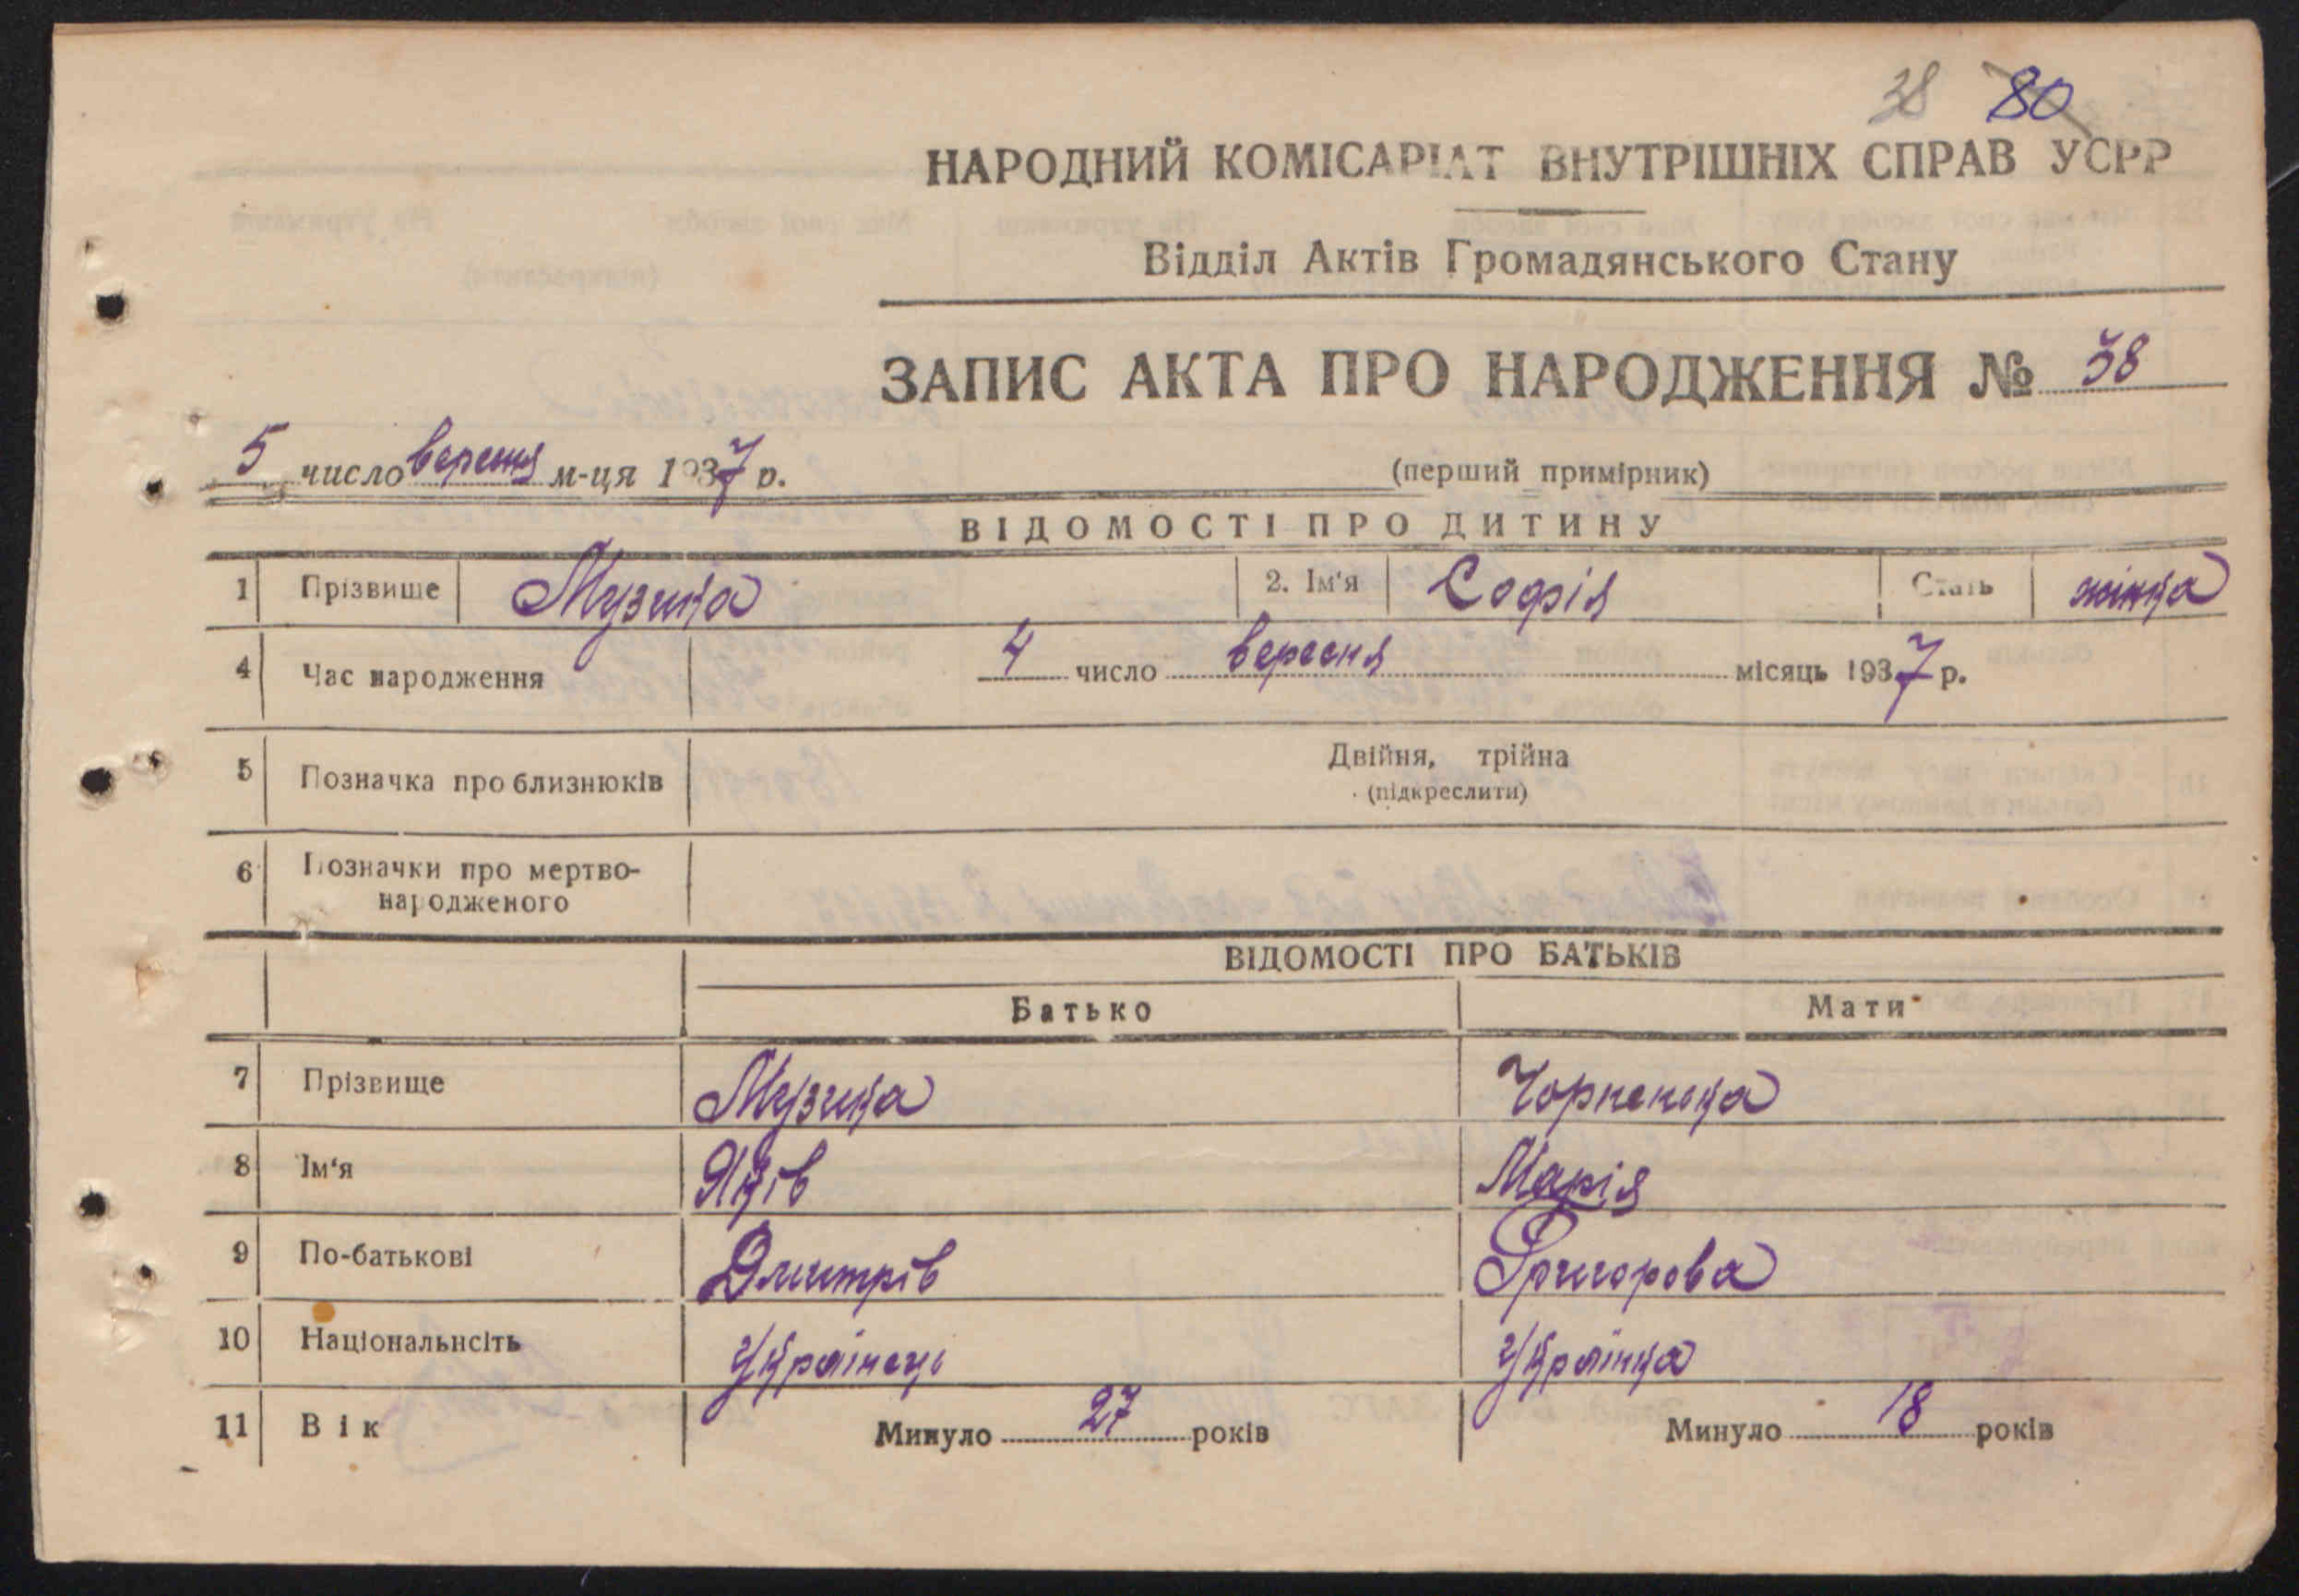 38 80
НАРОДНИЙ КОМІСАРІАТ ВНУТРІШНІХ СПРАВ УСРР
Відділ Актів Громадянського Стану
ЗАПИС АКТА ПРО НАРОДЖЕННЯ № 38
5 число вересня м-ця 1937 р.
(перший примірник)
ВІДОМОСТІ ПРО ДИТИНУ
1 Прізвище Музика 2. Ім'я Софія Стать жінка
4 Час народження 4 число вересня місяць 1937 р.
5 Позначка про близнюків Двійня, трійна
(підкреслити)
6 Позначки про мертво-
народженого
ВІДОМОСТІ ПРО БАТЬКІВ
Батько Мати
7 Прізвище Музика
8 Ім'я Яків Марія
9 По-батькові Дмитрів Григорова
10 Національнсіть Українець Українка
11 Вік Минуло 27 років Минуло 18 років